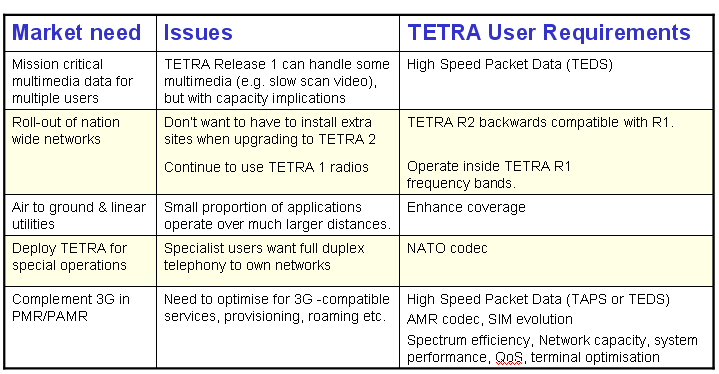 Market need
Issues
TETRA User Requirements
Mission critical
multimedia data for
multiple users
TETRA Release 1 can handle some
multimedia (e.g. slow scan video),
but with capacity implications
High Speed Packet Data (TEDS)
Roll-out of nation
wide networks
Don't want to have to install extra
sites when upgrading to TETRA 2
Continue to use TETRA 1 radios
TETRA R2 backwards compatible with R1.
Operate inside TETRA R1
frequency bands.
Air to ground & linear
utilities
Small proportion of applications
operate over much larger distances.
Enhance coverage
Deploy TETRA for
special operations
Specialist users want full duplex
telephony to own networks
NATO codec
Complement 3G in
PMR/PAMR
Need to optimise for 3G -compatible
services, provisioning, roaming etc.
High Speed Packet Data (TAPS or TEDS)
AMR codec, SIM evolution
Spectrum efficiency, Network capacity, system
performance, QoS, terminal optimisation